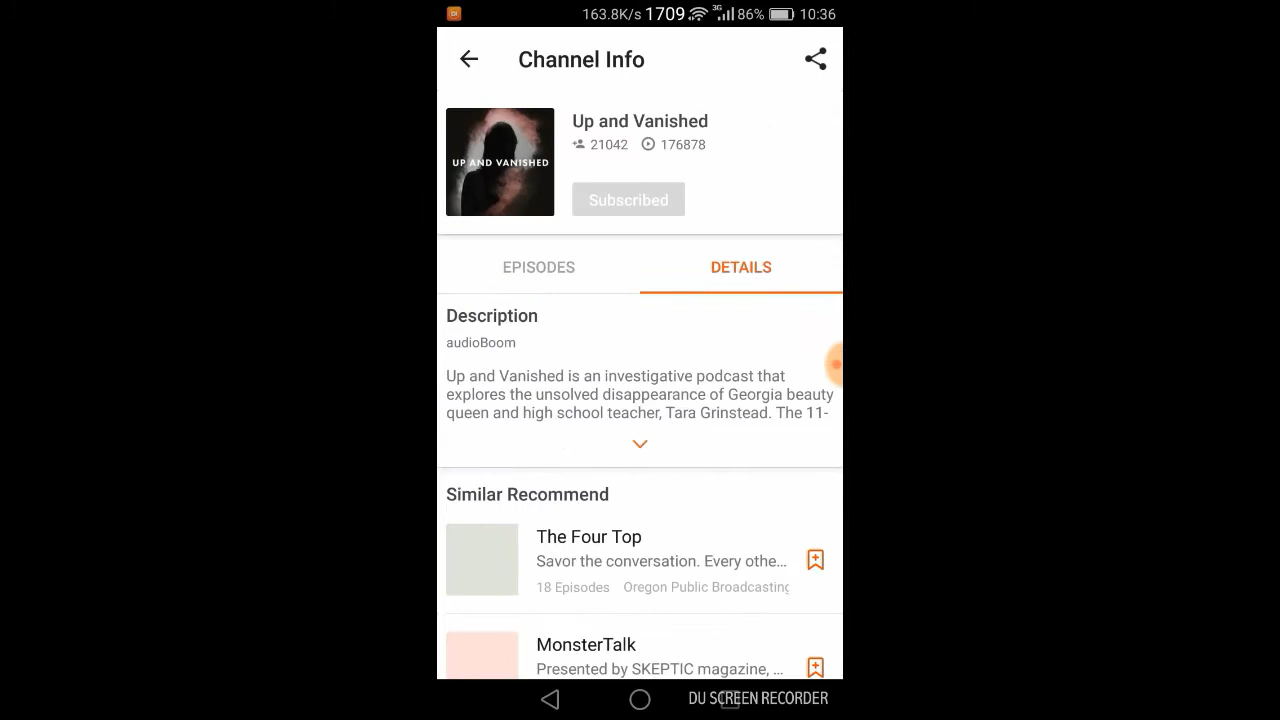 163.8K/s 1709 3G 86% 10:36
Channel Info
UP AND VANISHED
Up and Vanished
21042 176878
Subscribed
EPISODES DETAILS
Description
audioBoom
Up and Vanished is an investigative podcast that
explores the unsolved disappearance of Georgia beauty
queen and high school teacher, Tara Grinstead. The 11-
Similar Recommend
The Four Top
Savor the conversation. Every othe...
18 Episodes Oregon Public Broadcasting
MonsterTalk
Presented by SKEPTIC magazine, ...
DU SCREEN RECORDER